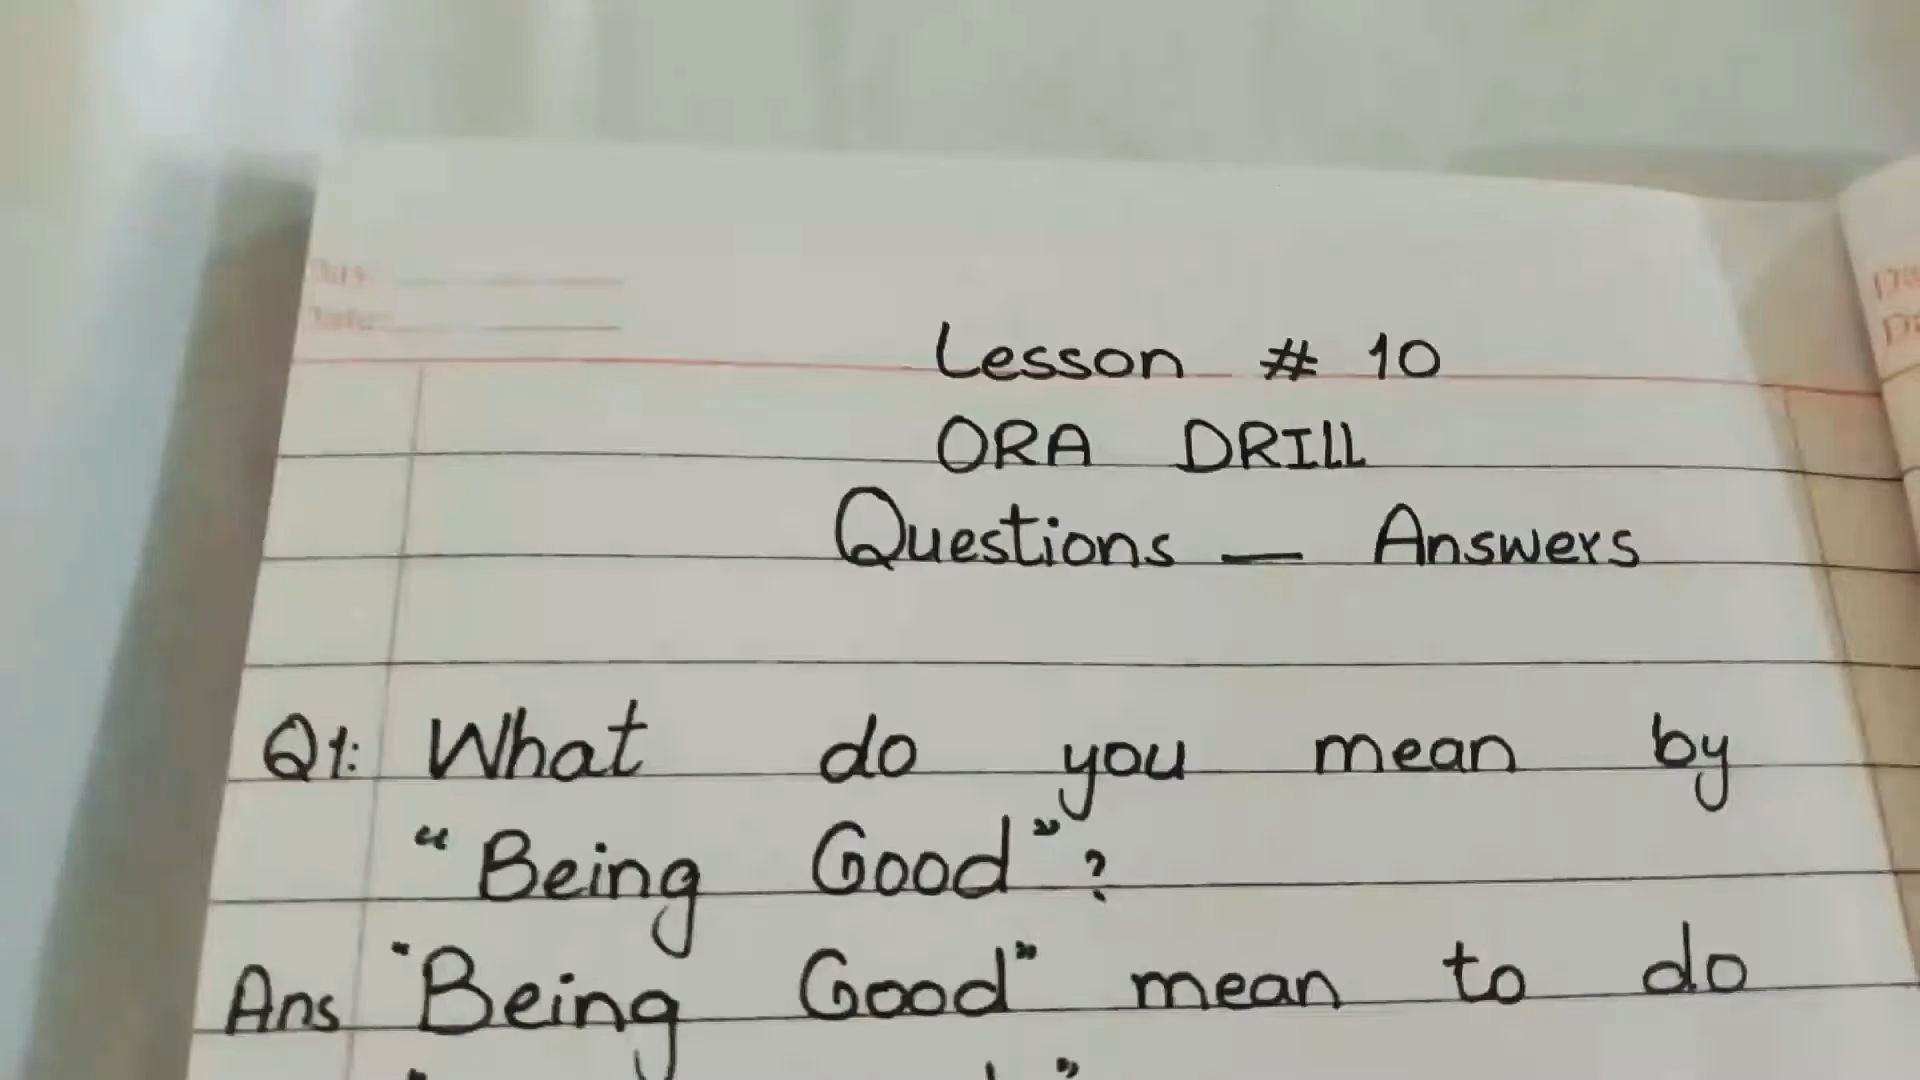 Date:
Lesson # 10
ORA DRILL
Questions — Answers
Q1: What do you mean by
"Being Good"?
Ans "Being Good" mean to do